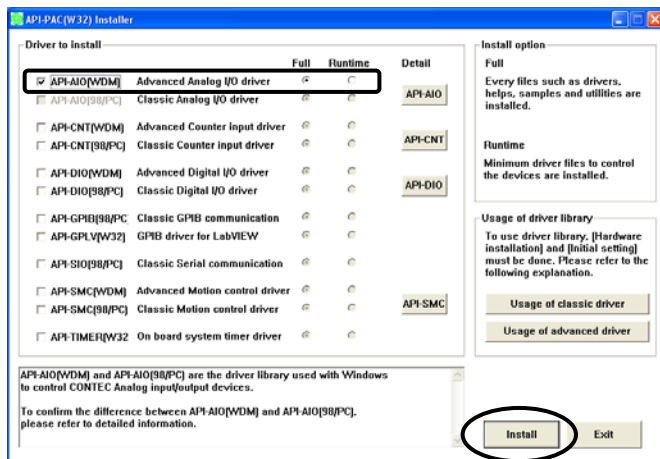 API-PAC(W32) Installer
Driver to install
Full Runtime Detail
API-AIO(WDM) Advanced Analog I/O driver
API-AIO(98/PC) Classic Analog I/O driver
API-AIO
API-CNT(WDM) Advanced Counter input driver
API-CNT(98/PC) Classic Counter input driver
API-CNT
API-DIO(WDM) Advanced Digital I/O driver
API-DIO(98/PC) Classic Digital I/O driver
API-DIO
API-GPIB(98/PC Classic GPIB communication
API-GPLV(W32) GPIB driver for LabVIEW
API-SIO(98/PC) Classic Serial communication
API-SMC(WDM) Advanced Motion control driver
API-SMC(98/PC) Classic Motion control driver
API-SMC
API-TIMER(W32 On board system timer driver
Install option
Full
Every files such as drivers,
helps, samples and utilities are
installed.
Runtime
Minimum driver files to control
the devices are installed.
Usage of driver library
To use driver library, [Hardware
installation] and [Initial setting]
must be done. Please refer to the
following explanation.
Usage of classic driver
Usage of advanced driver
API-AIO(WDM) and API-AIO(98/PC) are the driver library used with Windows
to control CONTEC Analog input/output devices.
To confirm the difference between API-AIO(WDM) and API-AIO(98/PC),
please refer to detailed information.
Install Exit